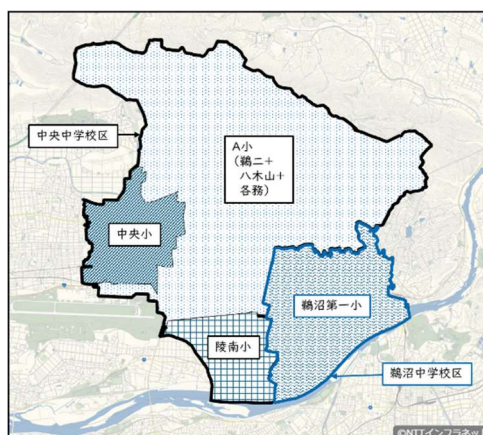 中央中学校区
A小
(鵜二＋
八木山＋
各務)
中央小
鵜沼第一小
陵南小
鵜沼中学校区
©NTTインフラネット